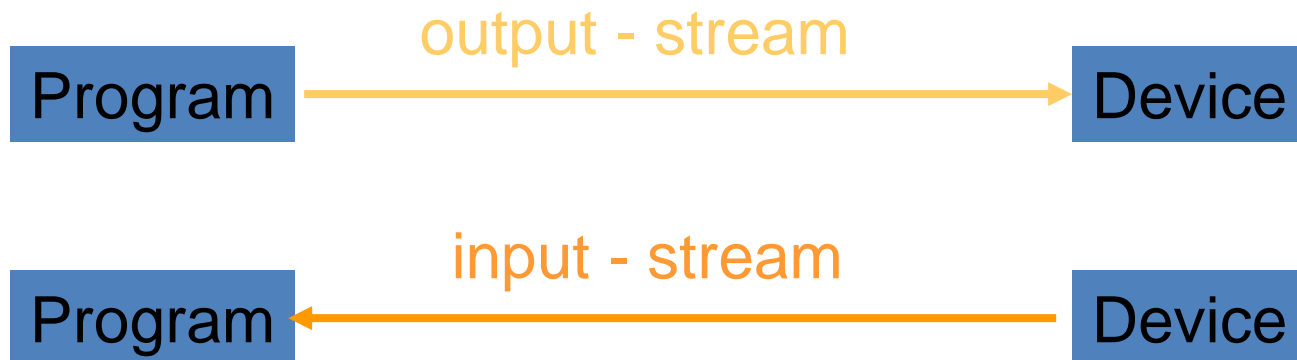 output - stream
Program
Device
input - stream
Program
Device